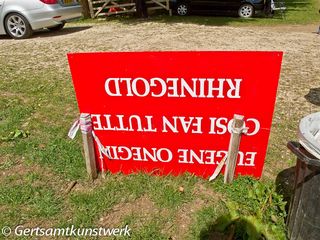 EUGENE ONEGIN
COSI FAN TUTTE
RHINEGOLD
©Gertsamtkunstwerk